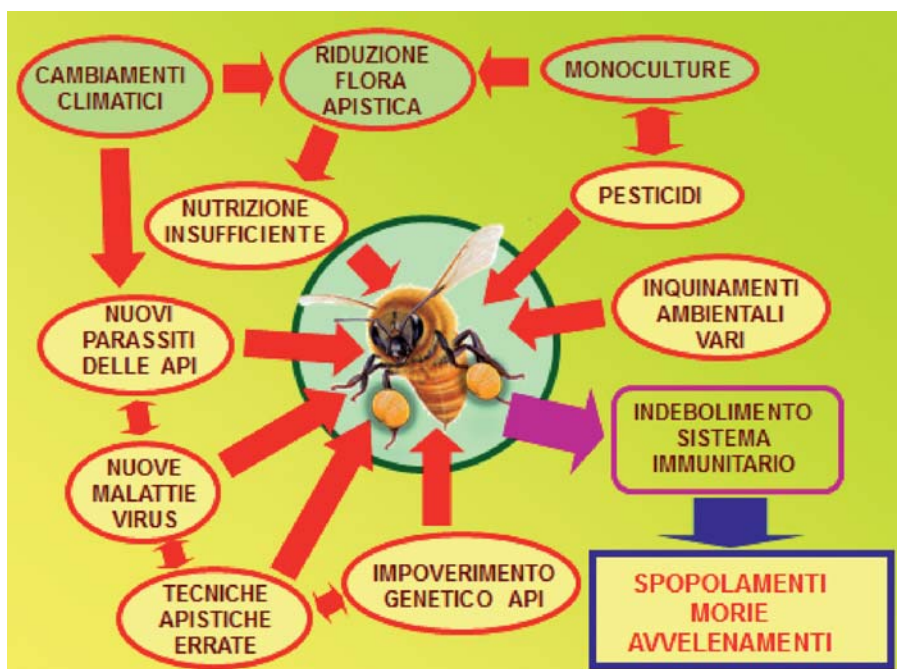 CAMBIAMENTI
CLIMATICI
RIDUZIONE
FLORA
APISTICA
MONOCULTURE
NUTRIZIONE
INSUFFICIENTE
PESTICIDI
NUOVI
PARASSITI
DELLE API
INQUINAMENTI
AMBIENTALI
VARI
NUOVE
MALATTIE
VIRUS
INDEBOLIMENTO
SISTEMA
IMMUNITARIO
TECNICHE
APISTICHE
ERRATE
IMPOVERIMENTO
GENETICO API
SPOPOLAMENTI
MORIE
AVVELENAMENTI